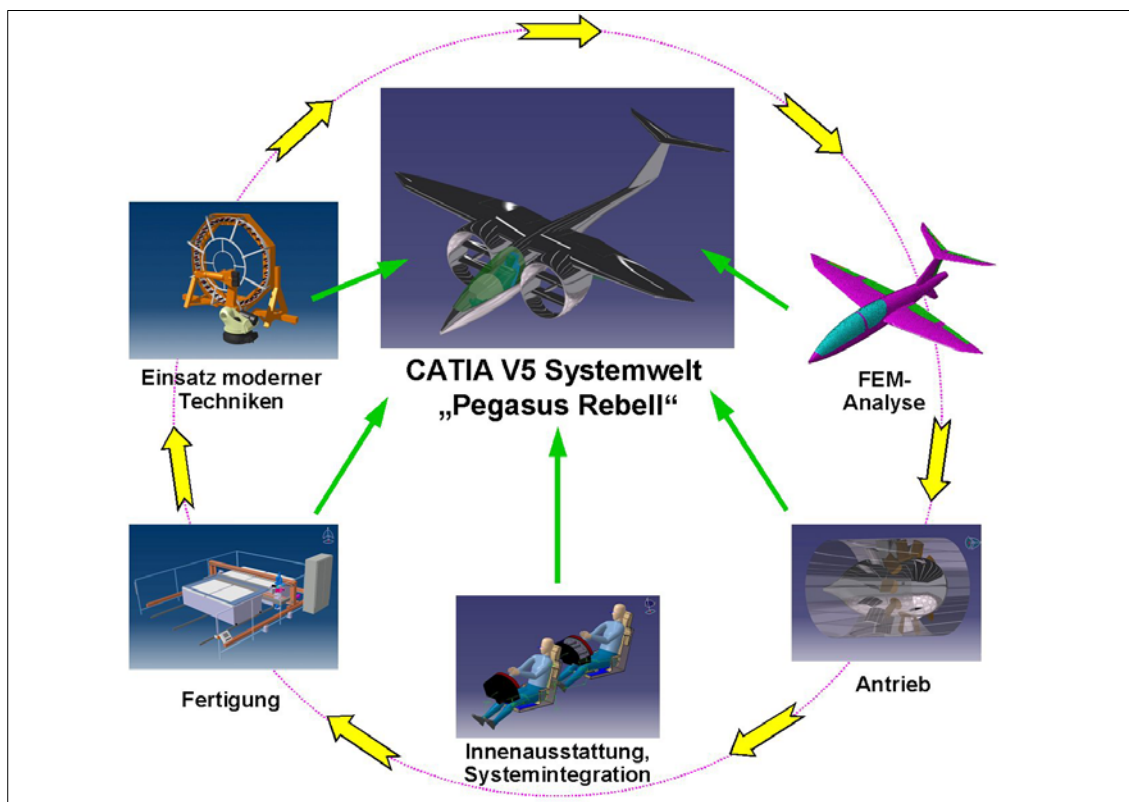 CATIA V5 Systemwelt
„Pegasus Rebell“
Einsatz moderner
Techniken
FEM-
Analyse
Fertigung
Innenausstattung,
Systemintegration
Antrieb